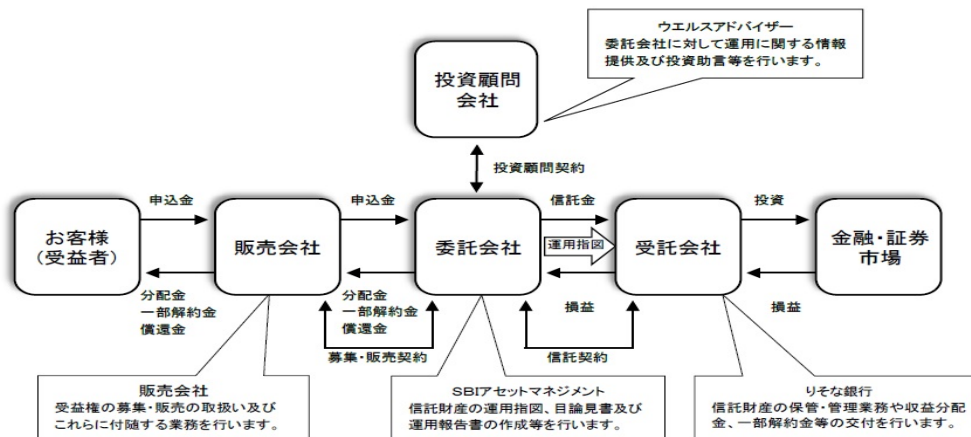 ウエルスアドバイザー
委託会社に対して運用に関する情報
提供及び投資助言等を行います。
投資顧問
会社
投資顧問契約
申込金
申込金
信託金
投資
お客様
(受益者)
販売会社
委託会社
運用指図
受託会社
金融・証券
市場
分配金
一部解約金
償還金
分配金
一部解約金
償還金
損益
損益
募集・販売契約
信託契約
販売会社
受益権の募集・販売の取扱い及び
これらに付随する業務を行います。
SBIアセットマネジメント
信託財産の運用指図、目論見書及び
運用報告書の作成等を行います。
りそな銀行
信託財産の保管・管理業務や収益分配
金、一部解約金等の交付を行います。